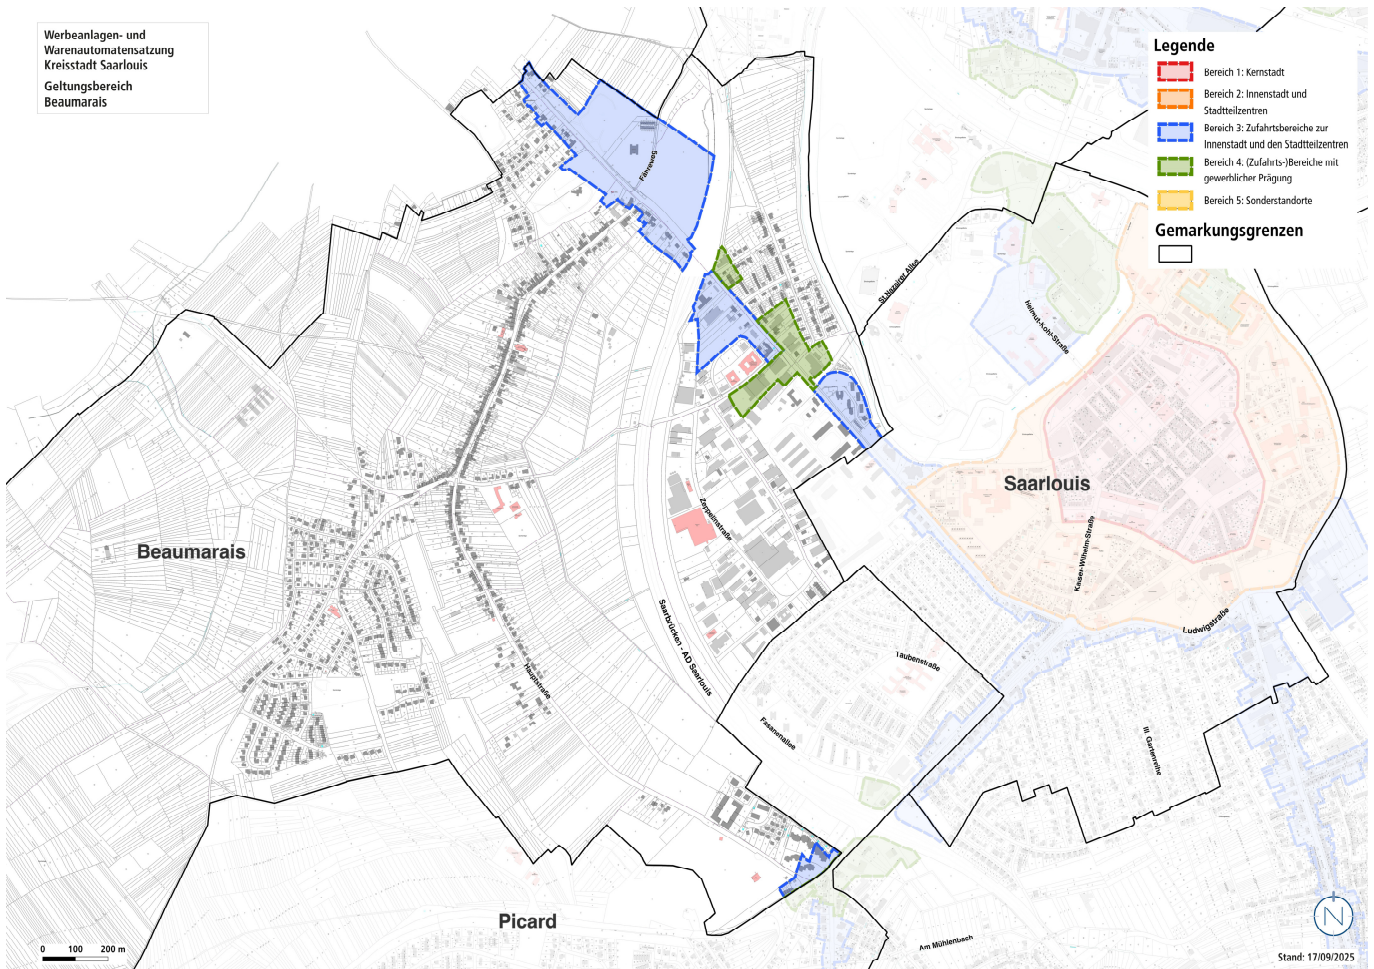 Werbeanlagen- und
Warenautomatensatzung
Kreisstadt Saarlouis
Geltungsbereich
Beaumarais
Legende
Bereich 1: Kernstadt
Bereich 2: Innenstadt und
Stadtteilzentren
Bereich 3: Zufahrtsbereiche zur
Innenstadt und den Stadtteilzentren
Bereich 4: (Zufahrts-)Bereiche mit
gewerblicher Prägung
Bereich 5: Sonderstandorte
Gemarkungsgrenzen
Fährweg
St.Nazairer Allee
Helmut-Kohl-Straße
Saarlouis
Zeppelinstraße
Kaiser-Wilhelm-Straße
Beaumarais
Ludwigstraße
Saarbrücken - AD Saarlouis
Taubenstraße
Hauptstraße
Fasanenallee
III. Gartenreihe
Picard
Am Mühlenbach
N
0 100 200 m
Stand: 17/09/2025